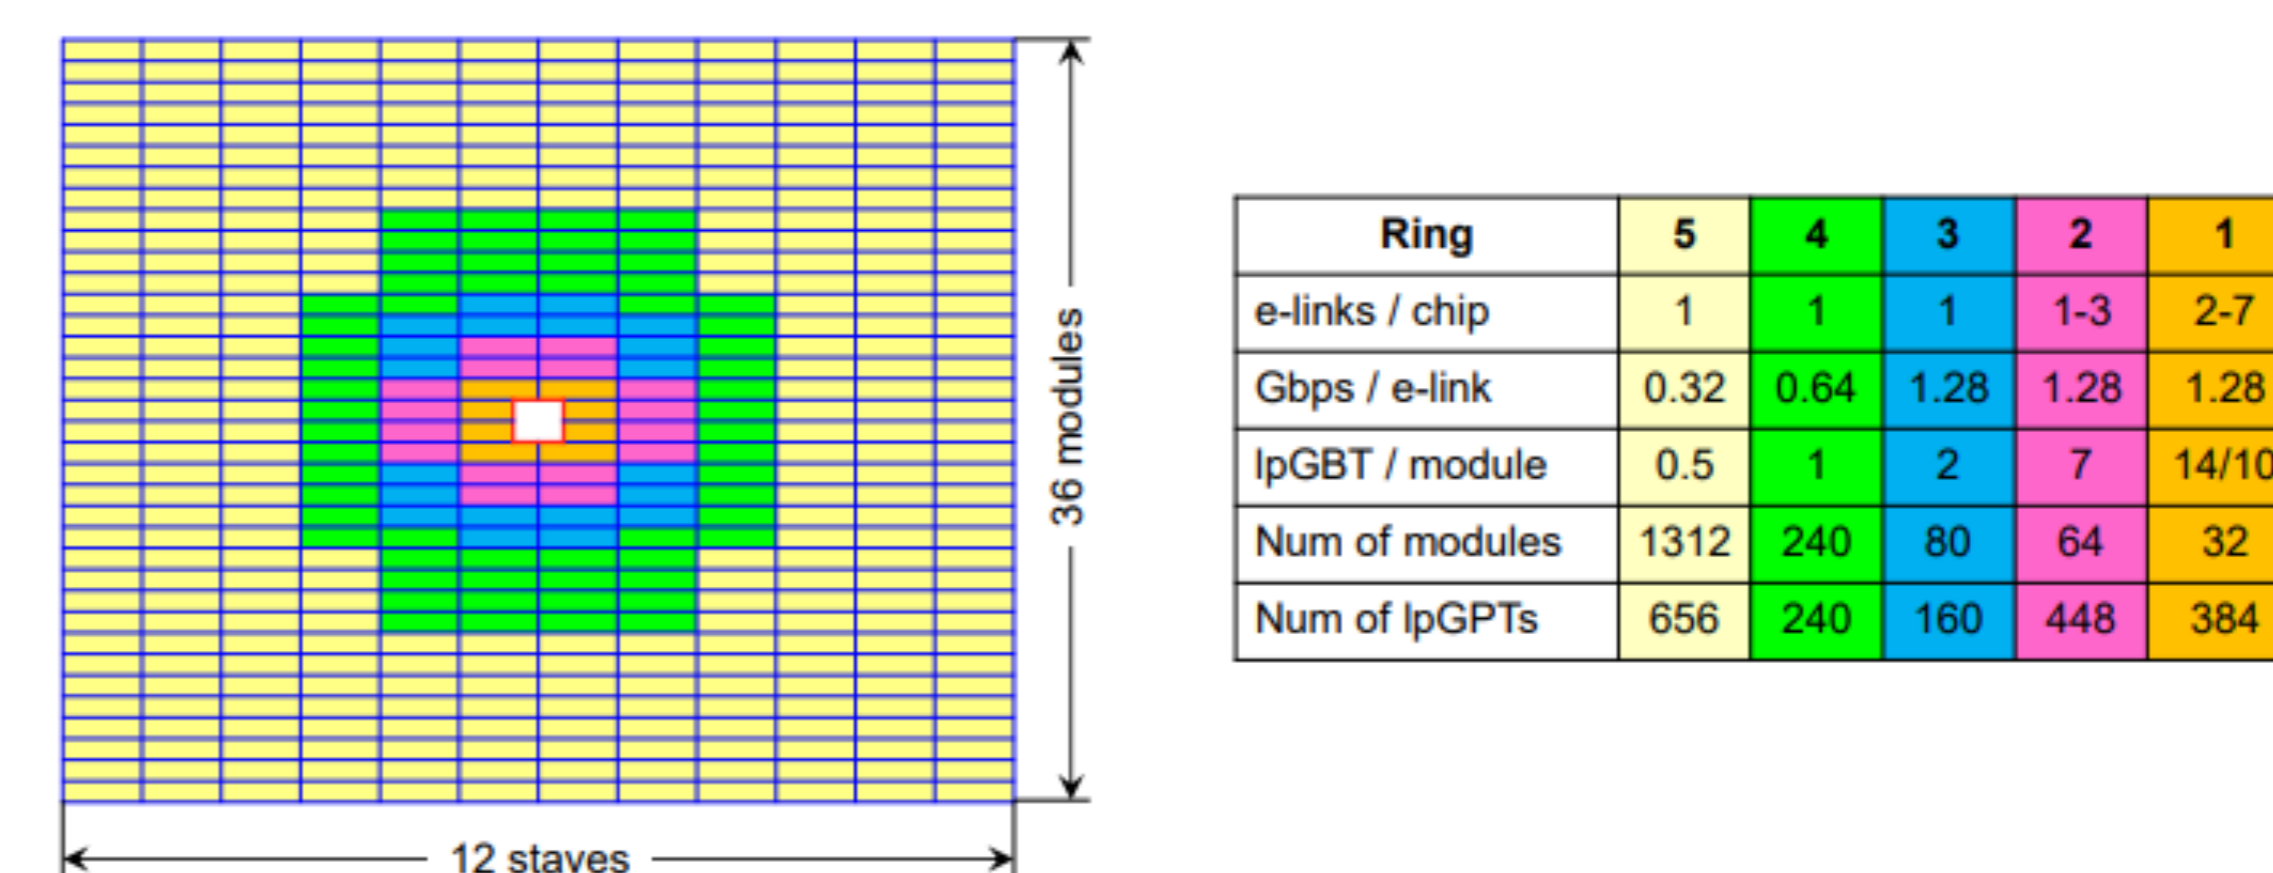 36 modules
12 staves
Ring 5 4 3 2 1
e-links / chip 1 1 1 1-3 2-7
Gbps / e-link 0.32 0.64 1.28 1.28 1.28
lpGBT / module 0.5 1 2 7 14/10
Num of modules 1312 240 80 64 32
Num of lpGPTs 656 240 160 448 384